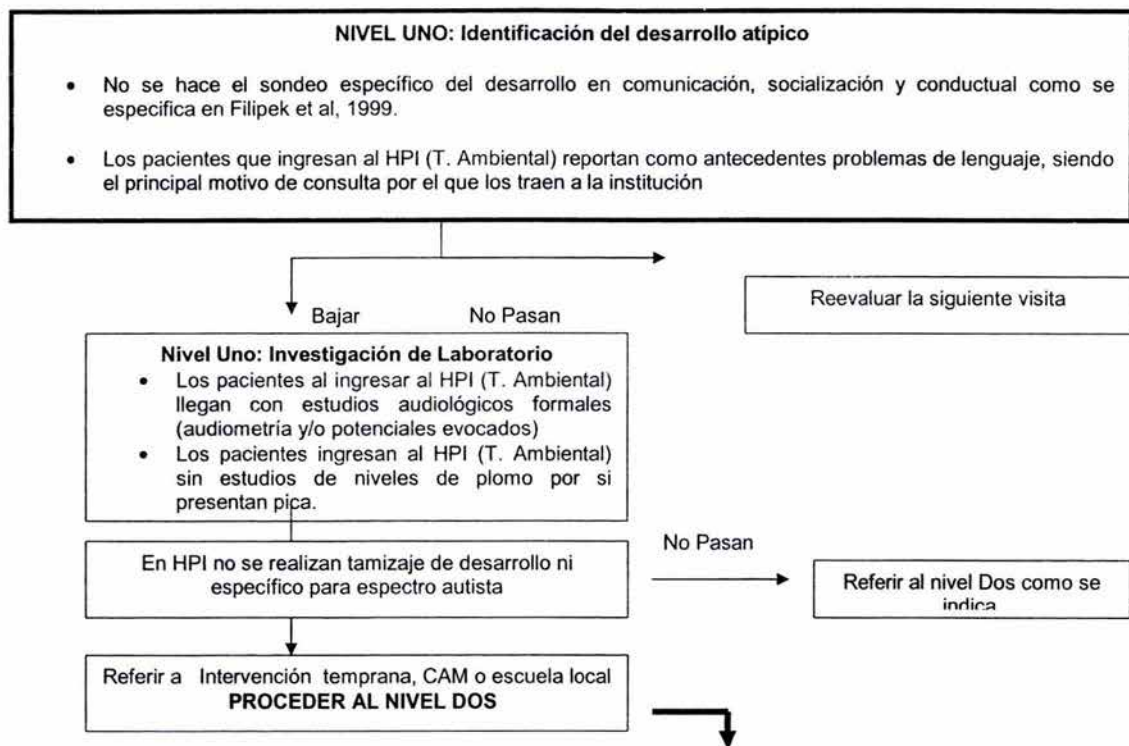 NIVEL UNO: Identificación del desarrollo atípico
• No se hace el sondeo específico del desarrollo en comunicación, socialización y conductual como se
especifica en Filipek et al, 1999.
• Los pacientes que ingresan al HPI (T. Ambiental) reportan como antecedentes problemas de lenguaje, siendo
el principal motivo de consulta por el que los traen a la institución
Reevaluar la siguiente visita
Bajar No Pasan
Nivel Uno: Investigación de Laboratorio
• Los pacientes al ingresar al HPI (T. Ambiental)
llegan con estudios audiológicos formales
(audiometría y/o potenciales evocados)
• Los pacientes ingresan al HPI (T. Ambiental)
sin estudios de niveles de plomo por si
presentan pica.
En HPI no se realizan tamizaje de desarrollo ni
específico para espectro autista
No Pasan
Referir al nivel Dos como se
indica
Referir a Intervención temprana, CAM o escuela local
PROCEDER AL NIVEL DOS